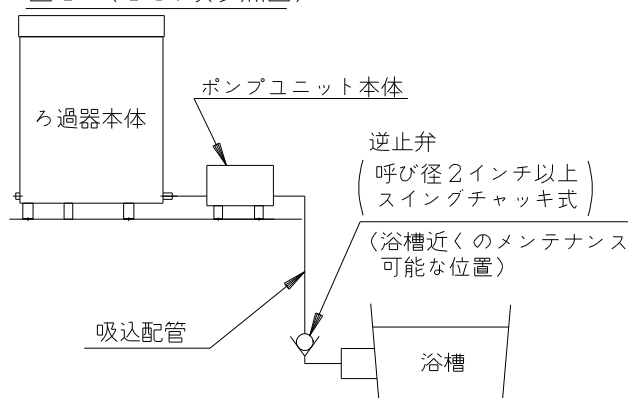 ろ過器本体
ポンプユニット本体
逆止弁
(呼び径2インチ以上
スイングチャッキ式)
(浴槽近くのメンテナンス
可能な位置)
吸込配管
浴槽